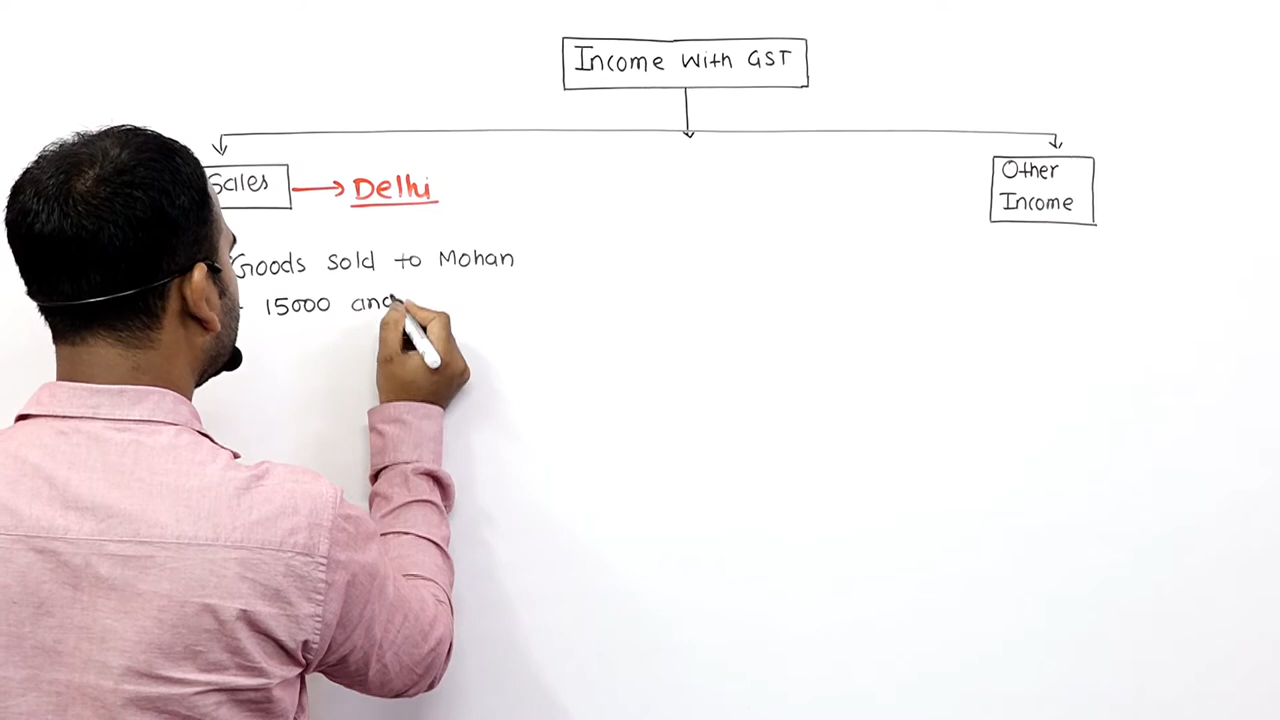 Income With GST
Sales → Delhi
Other
Income
Goods Sold to Mohan
15000 and